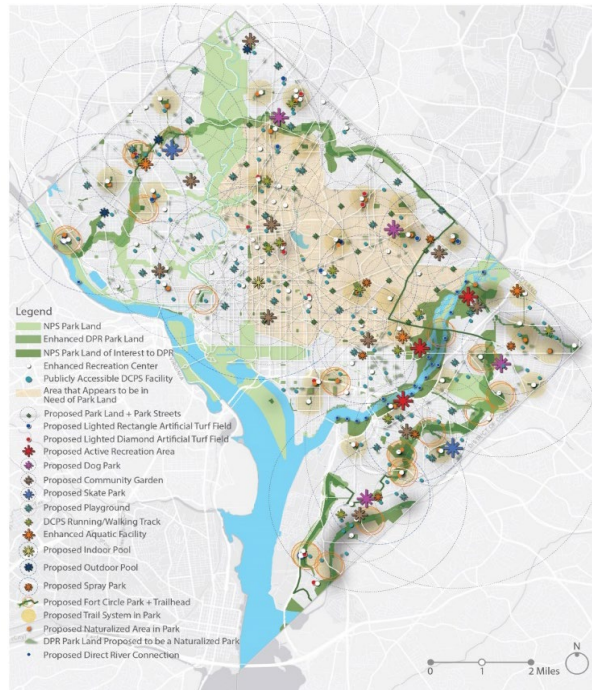 Legend
NPS Park Land
Enhanced DPR Park Land
NPS Park Land of Interest to DPR
Enhanced Recreation Center
Publicly Accessible DCPS Facility
Area that Appears to be in
Need of Park Land
Proposed Park Land + Park Streets
Proposed Lighted Rectangle Artificial Turf Field
Proposed Lighted Diamond Artificial Turf Field
Proposed Active Recreation Area
Proposed Dog Park
Proposed Community Garden
Proposed Skate Park
Proposed Playground
DCPS Running/Walking Track
Enhanced Aquatic Facility
Proposed Indoor Pool
Proposed Outdoor Pool
Proposed Spray Park
Proposed Fort Circle Park + Trailhead
Proposed Trail System in Park
Proposed Naturalized Area in Park
DPR Park Land Proposed to be a Naturalized Park
Proposed Direct River Connection
N
0 1 2 Miles